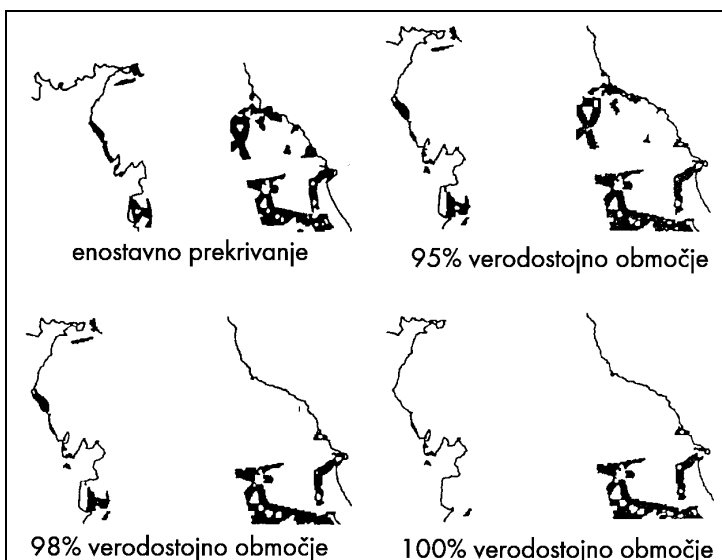 enostavno prekrivanje
95% verodostojno območje
98% verodostojno območje
100% verodostojno območje